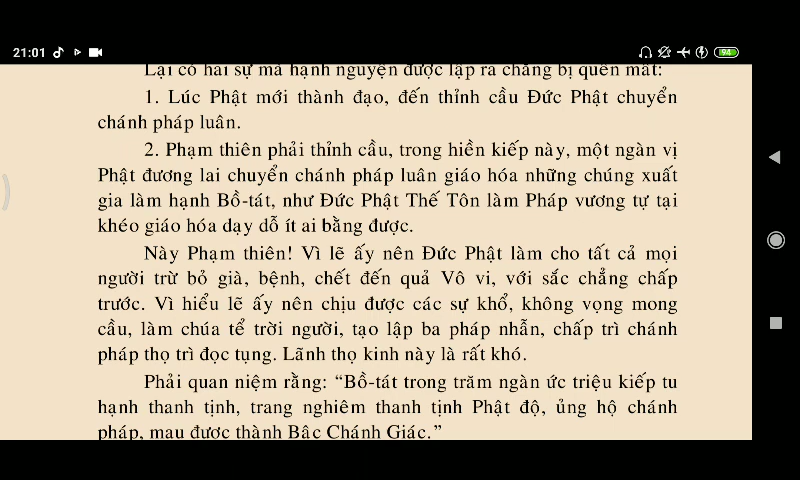 21:01
94
Lại có hai sự mà hạnh nguyện được lập ra chẳng bị quên mất:
1. Lúc Phật mới thành đạo, đến thỉnh cầu Đức Phật chuyển
chánh pháp luân.
2. Phạm thiên phải thỉnh cầu, trong hiền kiếp này, một ngàn vị
Phật đương lai chuyển chánh pháp luân giáo hóa những chúng xuất
gia làm hạnh Bồ-tát, như Đức Phật Thế Tôn làm Pháp vương tự tại
khéo giáo hóa dạy dỗ ít ai bằng được.
Này Phạm thiên! Vì lẽ ấy nên Đức Phật làm cho tất cả mọi
người trừ bỏ già, bệnh, chết đến quả Vô vi, với sắc chẳng chấp
trước. Vì hiểu lẽ ấy nên chịu được các sự khổ, không vọng mong
cầu, làm chúa tể trời người, tạo lập ba pháp nhẫn, chấp trì chánh
pháp thọ trì đọc tụng. Lãnh thọ kinh này là rất khó.
Phải quan niệm rằng: “Bồ-tát trong trăm ngàn ức triệu kiếp tu
hạnh thanh tịnh, trang nghiêm thanh tịnh Phật độ, ủng hộ chánh
pháp, mau được thành Bậc Chánh Giác.”